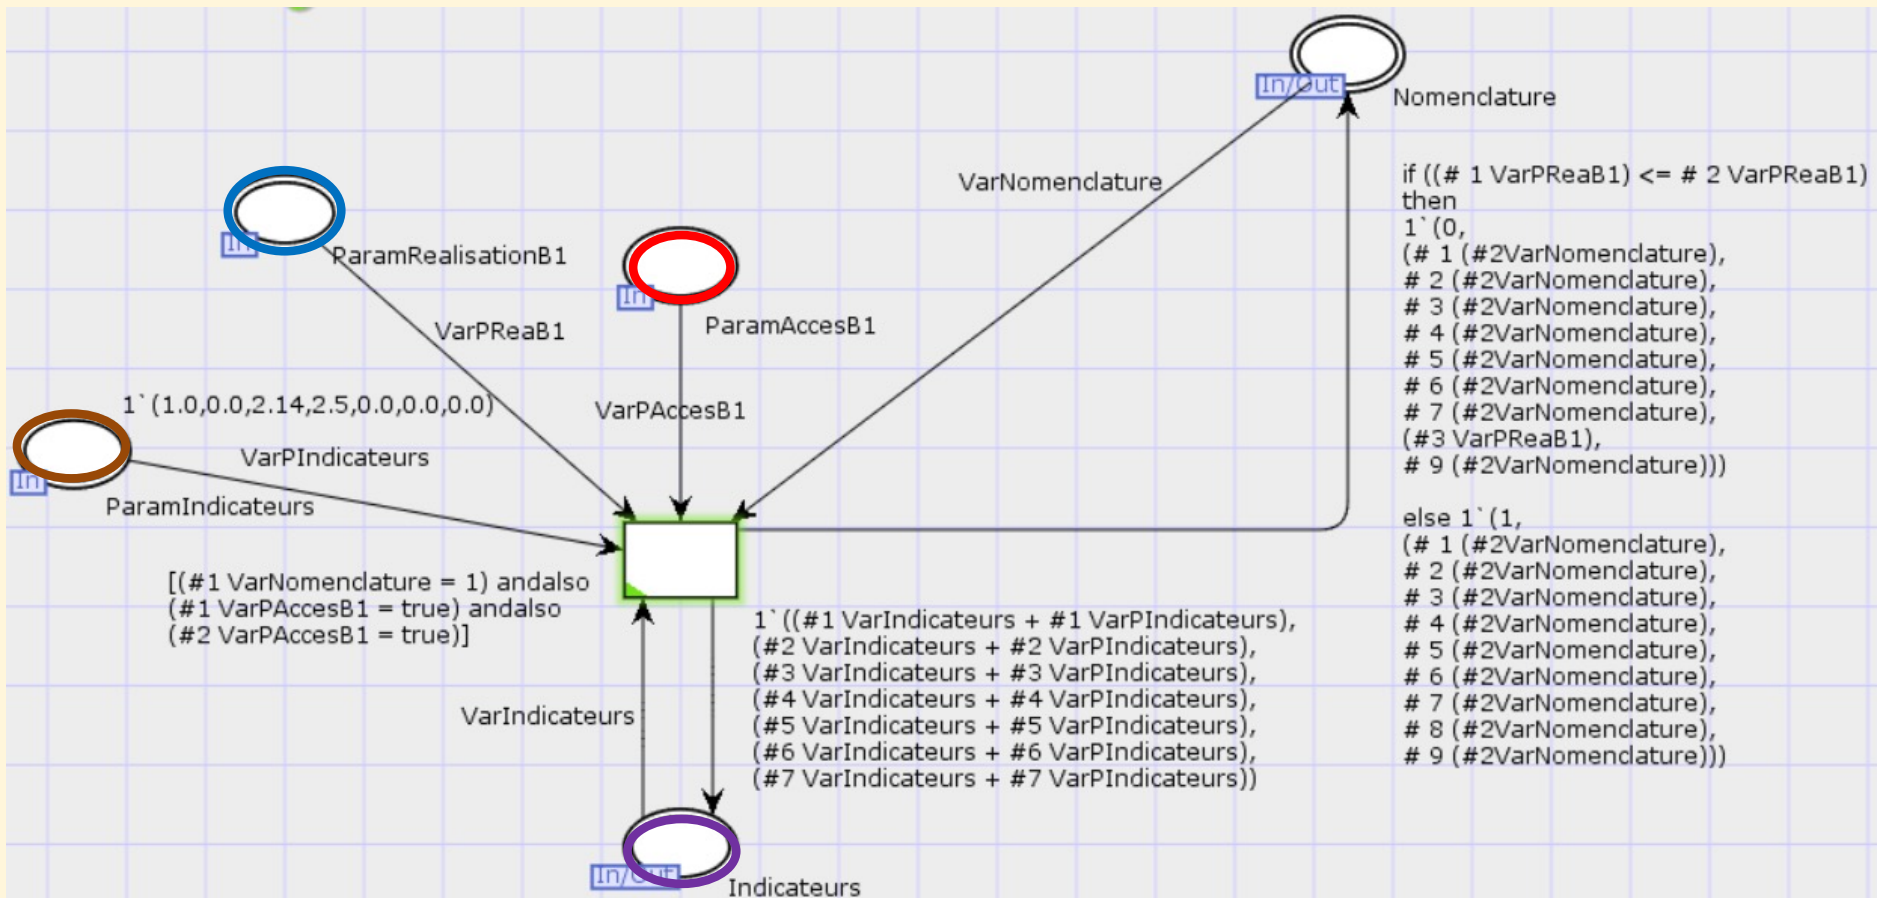 In/Out
Nomenclature
VarNomenclature
if ((# 1 VarPReaB1) <= # 2 VarPReaB1)
then
1`(0,
(# 1 (#2VarNomenclature),
# 2 (#2VarNomenclature),
# 3 (#2VarNomenclature),
# 4 (#2VarNomenclature),
# 5 (#2VarNomenclature),
# 6 (#2VarNomenclature),
# 7 (#2VarNomenclature),
(#3 VarPReaB1),
# 9 (#2VarNomenclature)))
else 1`(1,
(# 1 (#2VarNomenclature),
# 2 (#2VarNomenclature),
# 3 (#2VarNomenclature),
# 4 (#2VarNomenclature),
# 5 (#2VarNomenclature),
# 6 (#2VarNomenclature),
# 7 (#2VarNomenclature),
# 8 (#2VarNomenclature),
# 9 (#2VarNomenclature)))
In
ParamRealisationB1
VarPReaB1
In
ParamAccesB1
VarPAccesB1
1`(1.0,0.0,2.14,2.5,0.0,0.0,0.0)
VarPIndicateurs
In
ParamIndicateurs
[(#1 VarNomenclature = 1) andalso
(#1 VarPAccesB1 = true) andalso
(#2 VarPAccesB1 = true)]
1`((#1 VarIndicateurs + #1 VarPIndicateurs),
(#2 VarIndicateurs + #2 VarPIndicateurs),
(#3 VarIndicateurs + #3 VarPIndicateurs),
(#4 VarIndicateurs + #4 VarPIndicateurs),
(#5 VarIndicateurs + #5 VarPIndicateurs),
(#6 VarIndicateurs + #6 VarPIndicateurs),
(#7 VarIndicateurs + #7 VarPIndicateurs))
VarIndicateurs
In/Out
Indicateurs